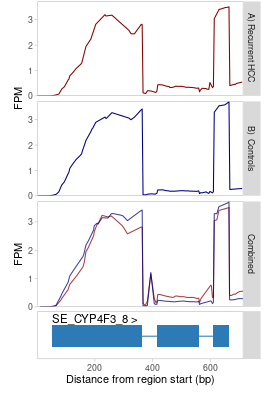 3
2
1
0
FPM
A) Recurrent HCC
3
2
1
0
B): Controls
3
2
1
0
FPM
Combined
SE_CYP4F3_8 >
200
400
600
Distance from region start (bp)